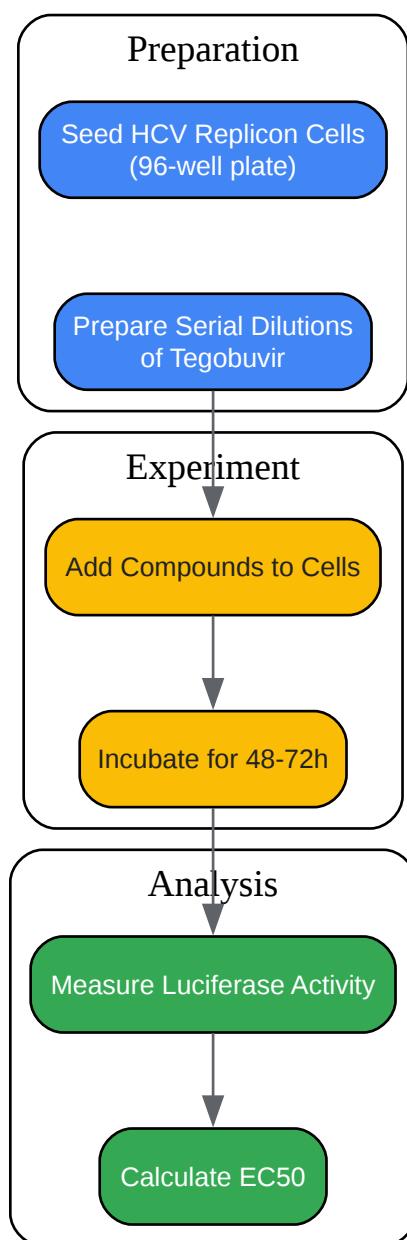 Preparation
Seed HCV Replicon Cells
(96-well plate)
Prepare Serial Dilutions
of Tegobuvir
Experiment
Add Compounds to Cells
Incubate for 48-72h
Analysis
Measure Luciferase Activity
Calculate EC50